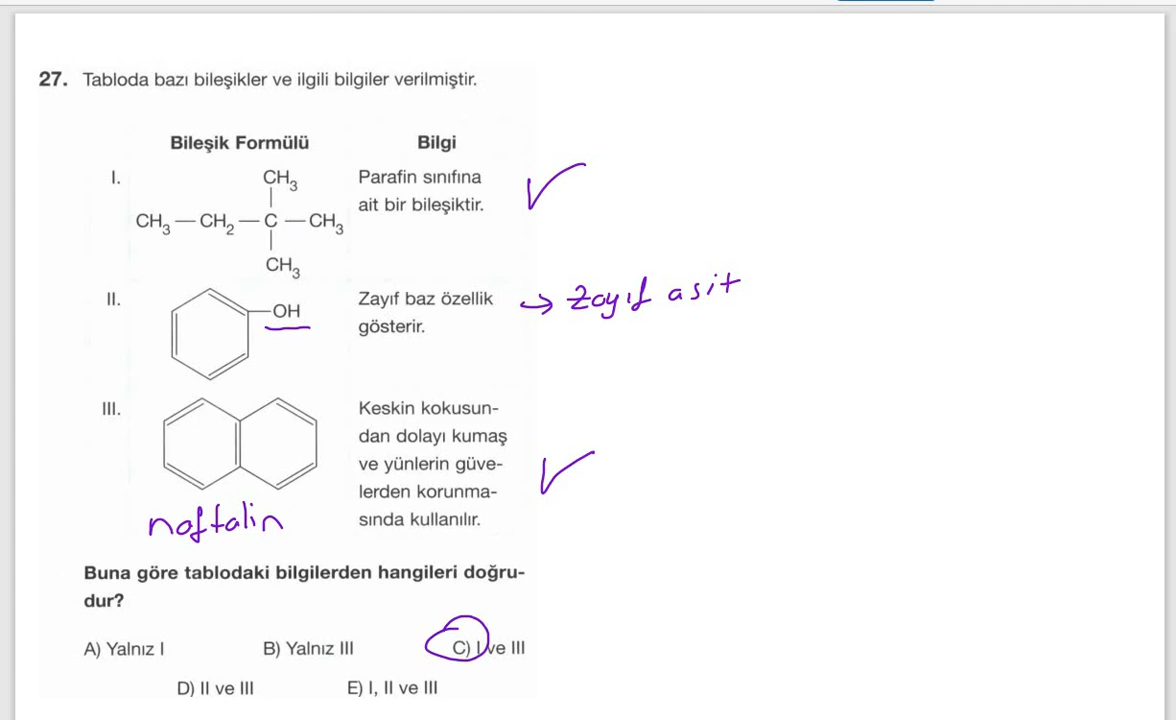 27. Tabloda bazı bileşikler ve ilgili bilgiler verilmiştir.
Bileşik Formülü Bilgi
I. CH3 Parafin sınıfına
ait bir bileşiktir.
CH3 — CH2 — C — CH3
CH3
II. OH Zayıf baz özellik → Zayıf asit
gösterir.
III. Keskin kokusun-
dan dolayı kumaş
ve yünlerin güve-
lerden korunma-
sında kullanılır.
naftalin
Buna göre tablodaki bilgilerden hangileri doğru-
dur?
A) Yalnız I B) Yalnız III C) I ve III
D) II ve III E) I, II ve III